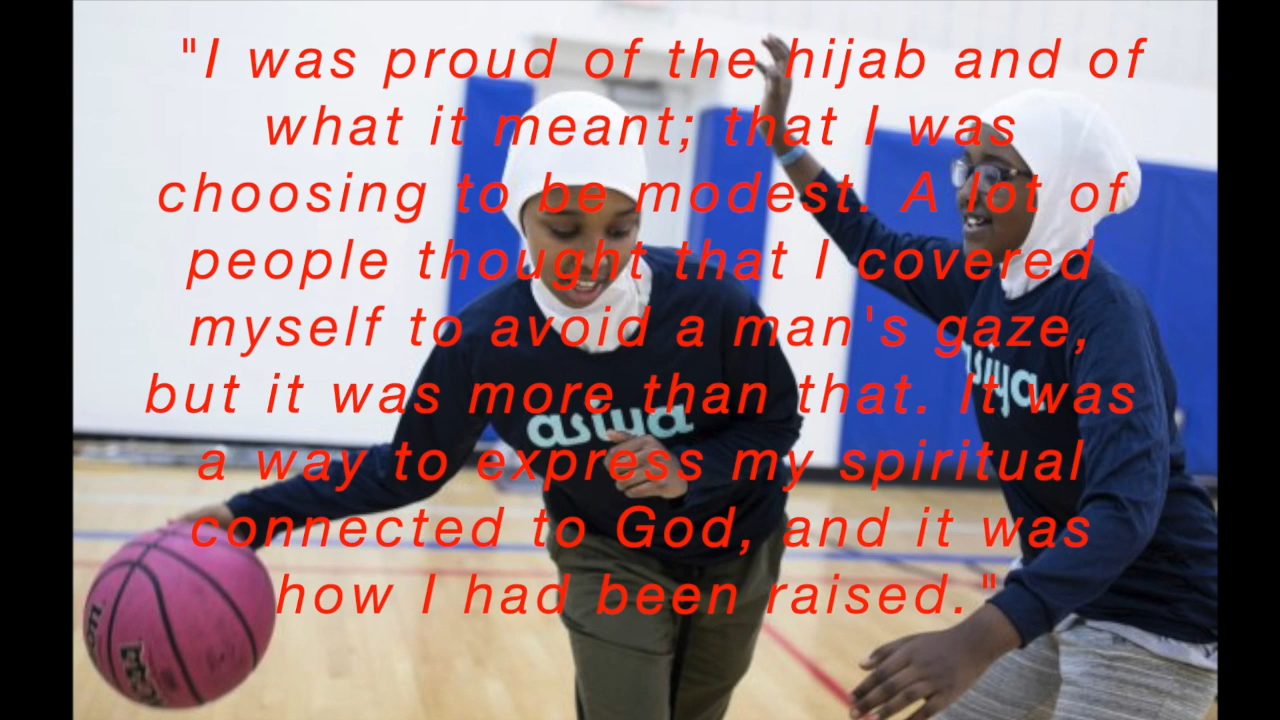 "I was proud of the hijab and of
what it meant; that I was
choosing to be modest. A lot of
people thought that I covered
myself to avoid a man's gaze,
but it was more than that. It was
a way to express my spiritual
connected to God, and it was
how I had been raised."
asiya
asiya